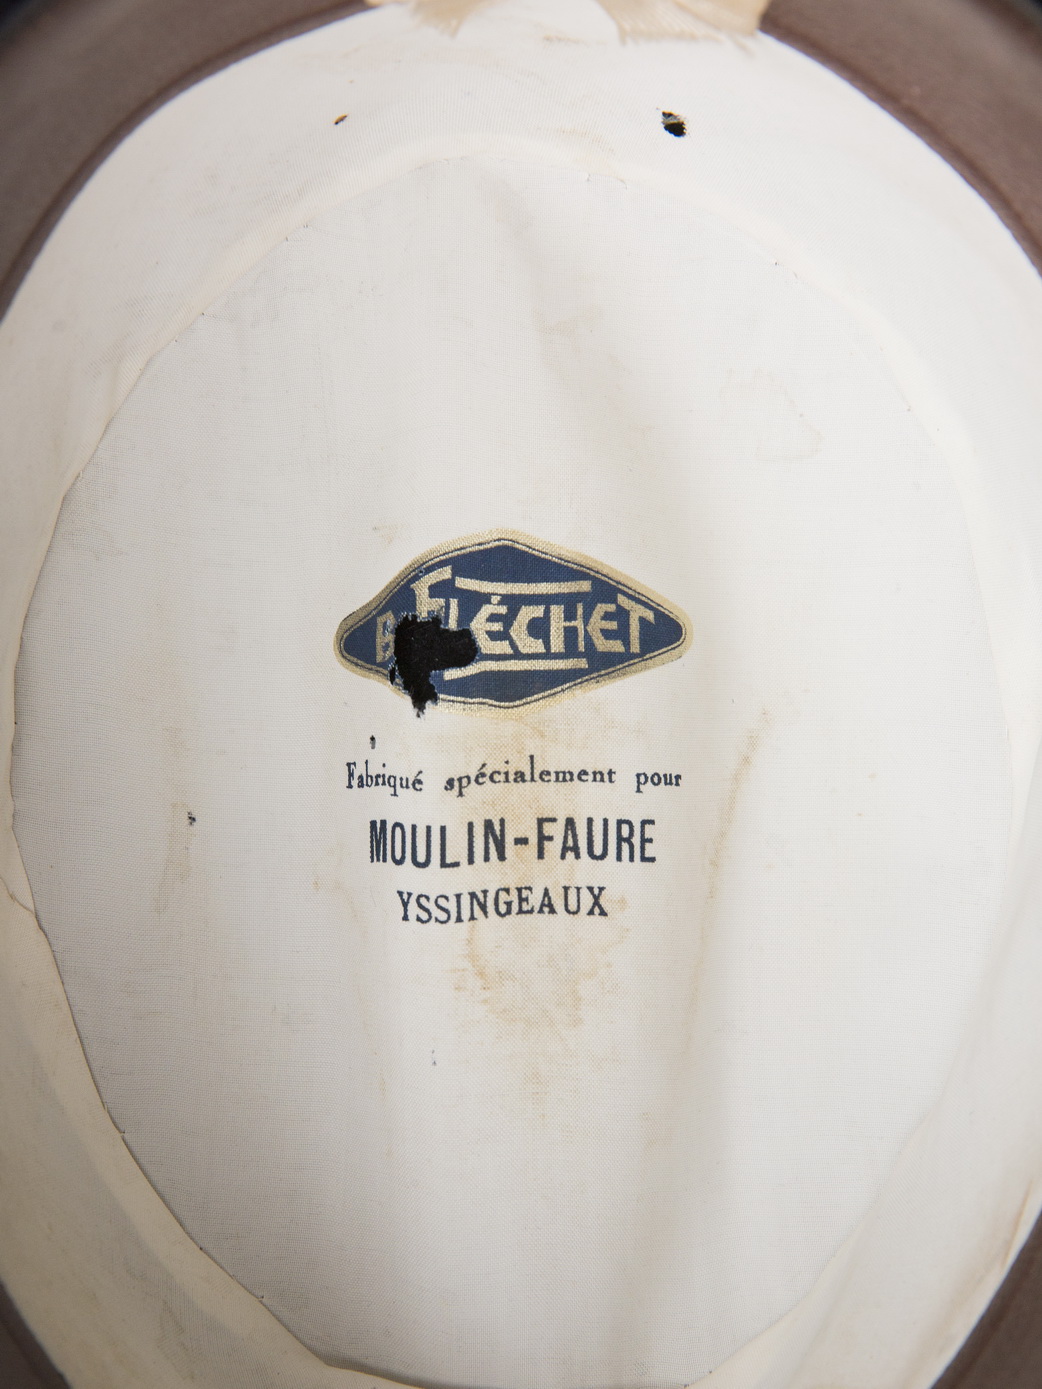 FLÉCHET
Fabriqué spécialement pour
MOULIN-FAURE
YSSINGEAUX